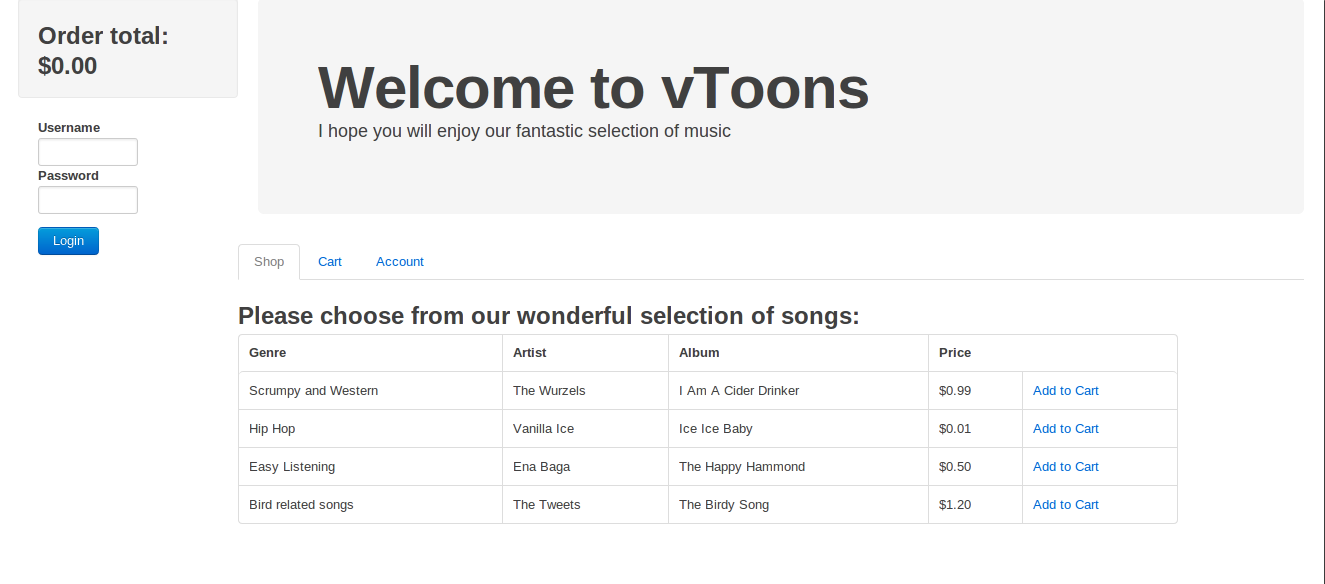 Order total:
$0.00
Username
Password
Login
Welcome to vToons
I hope you will enjoy our fantastic selection of music
Shop Cart Account
Please choose from our wonderful selection of songs:
Genre Artist Album Price
Scrumpy and Western The Wurzels I Am A Cider Drinker $0.99 Add to Cart
Hip Hop Vanilla Ice Ice Ice Baby $0.01 Add to Cart
Easy Listening Ena Baga The Happy Hammond $0.50 Add to Cart
Bird related songs The Tweets The Birdy Song $1.20 Add to Cart